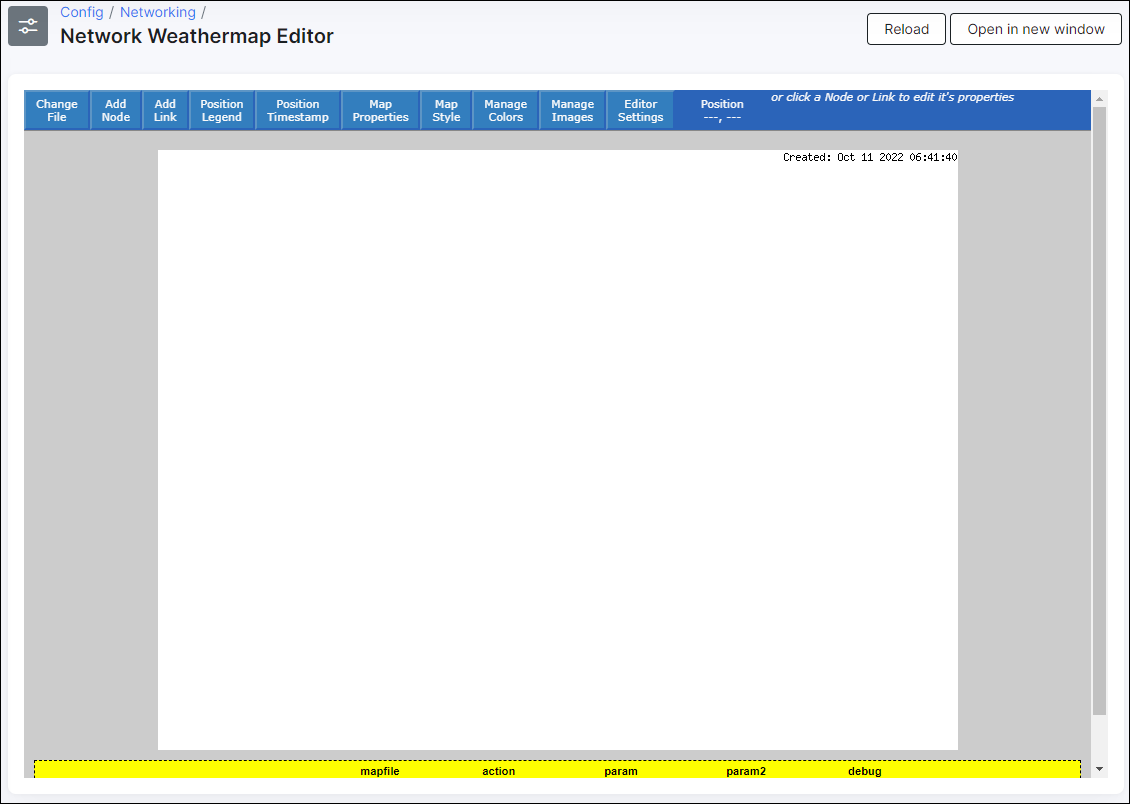 Config / Networking /
Network Weathermap Editor
Reload
Open in new window
Change File
Add Node
Add Link
Position Legend
Position Timestamp
Map Properties
Map Style
Manage Colors
Manage Images
Editor Settings
Position ---, ---
or click a Node or Link to edit it's properties
Created: Oct 11 2022 06:41:40
mapfile action param param2 debug